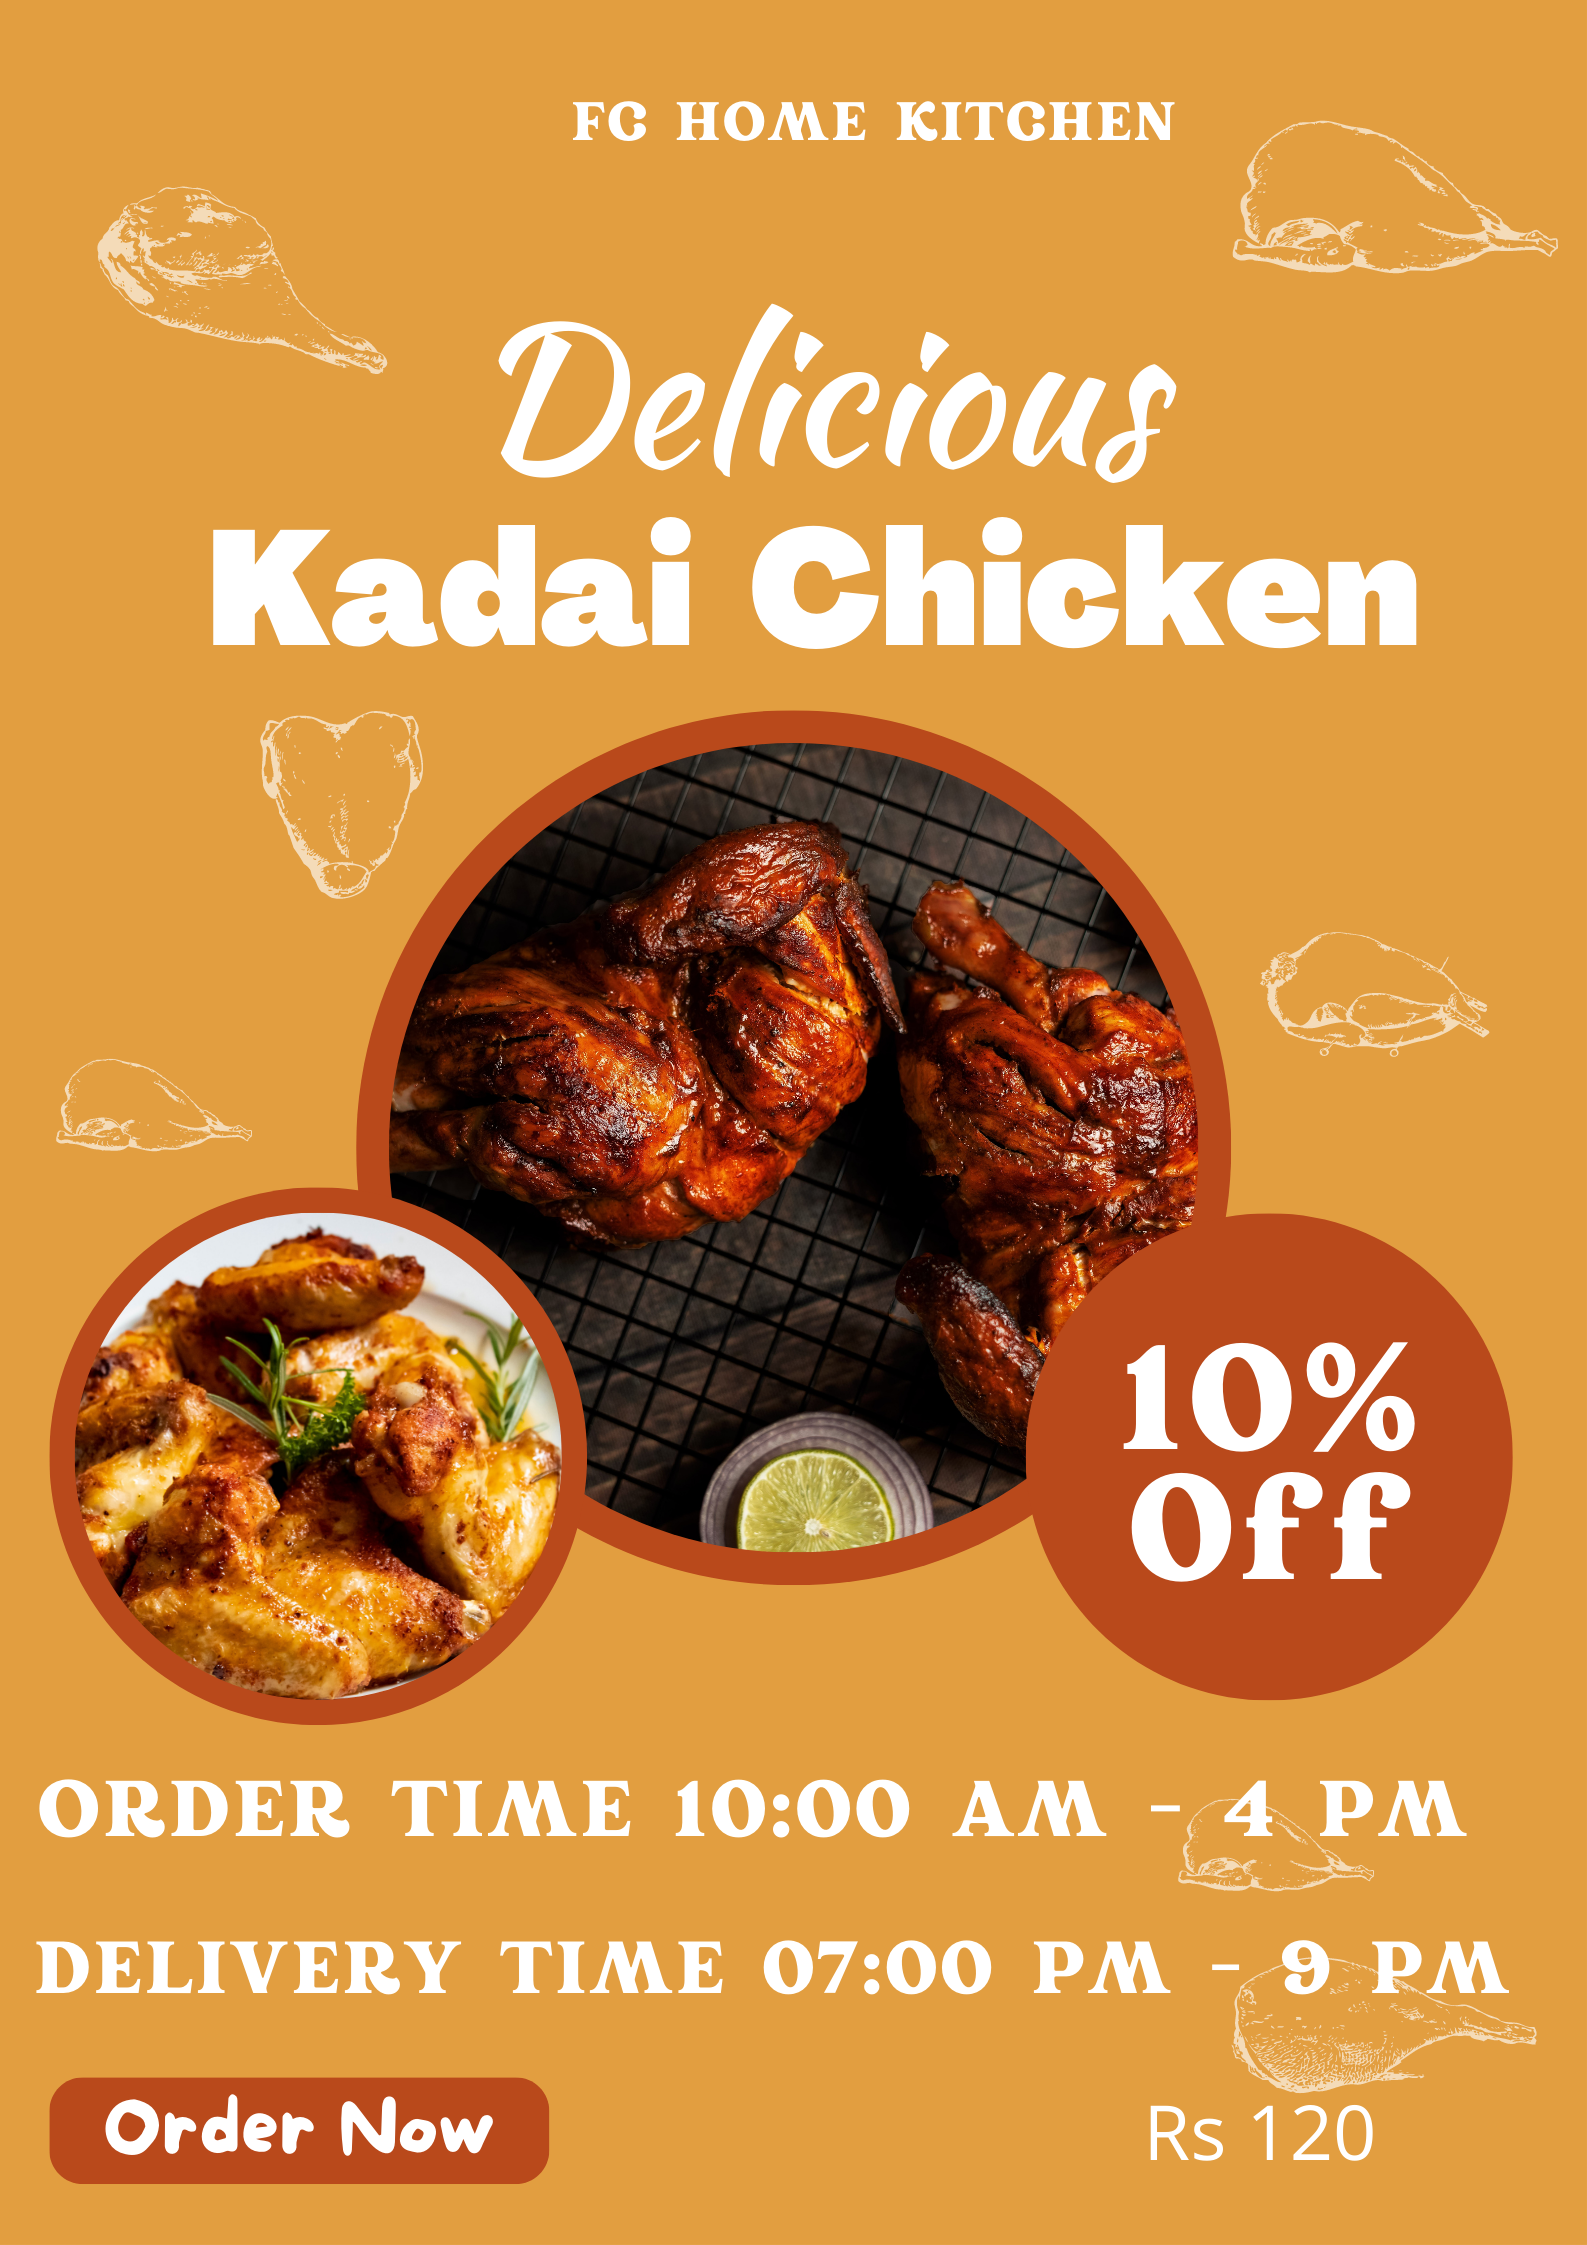 FC HOME KITCHEN
Delicious
Kadai Chicken
10%
Off
ORDER TIME 10:00 AM - 4 PM
DELIVERY TIME 07:00 PM - 9 PM
Order Now
Rs 120